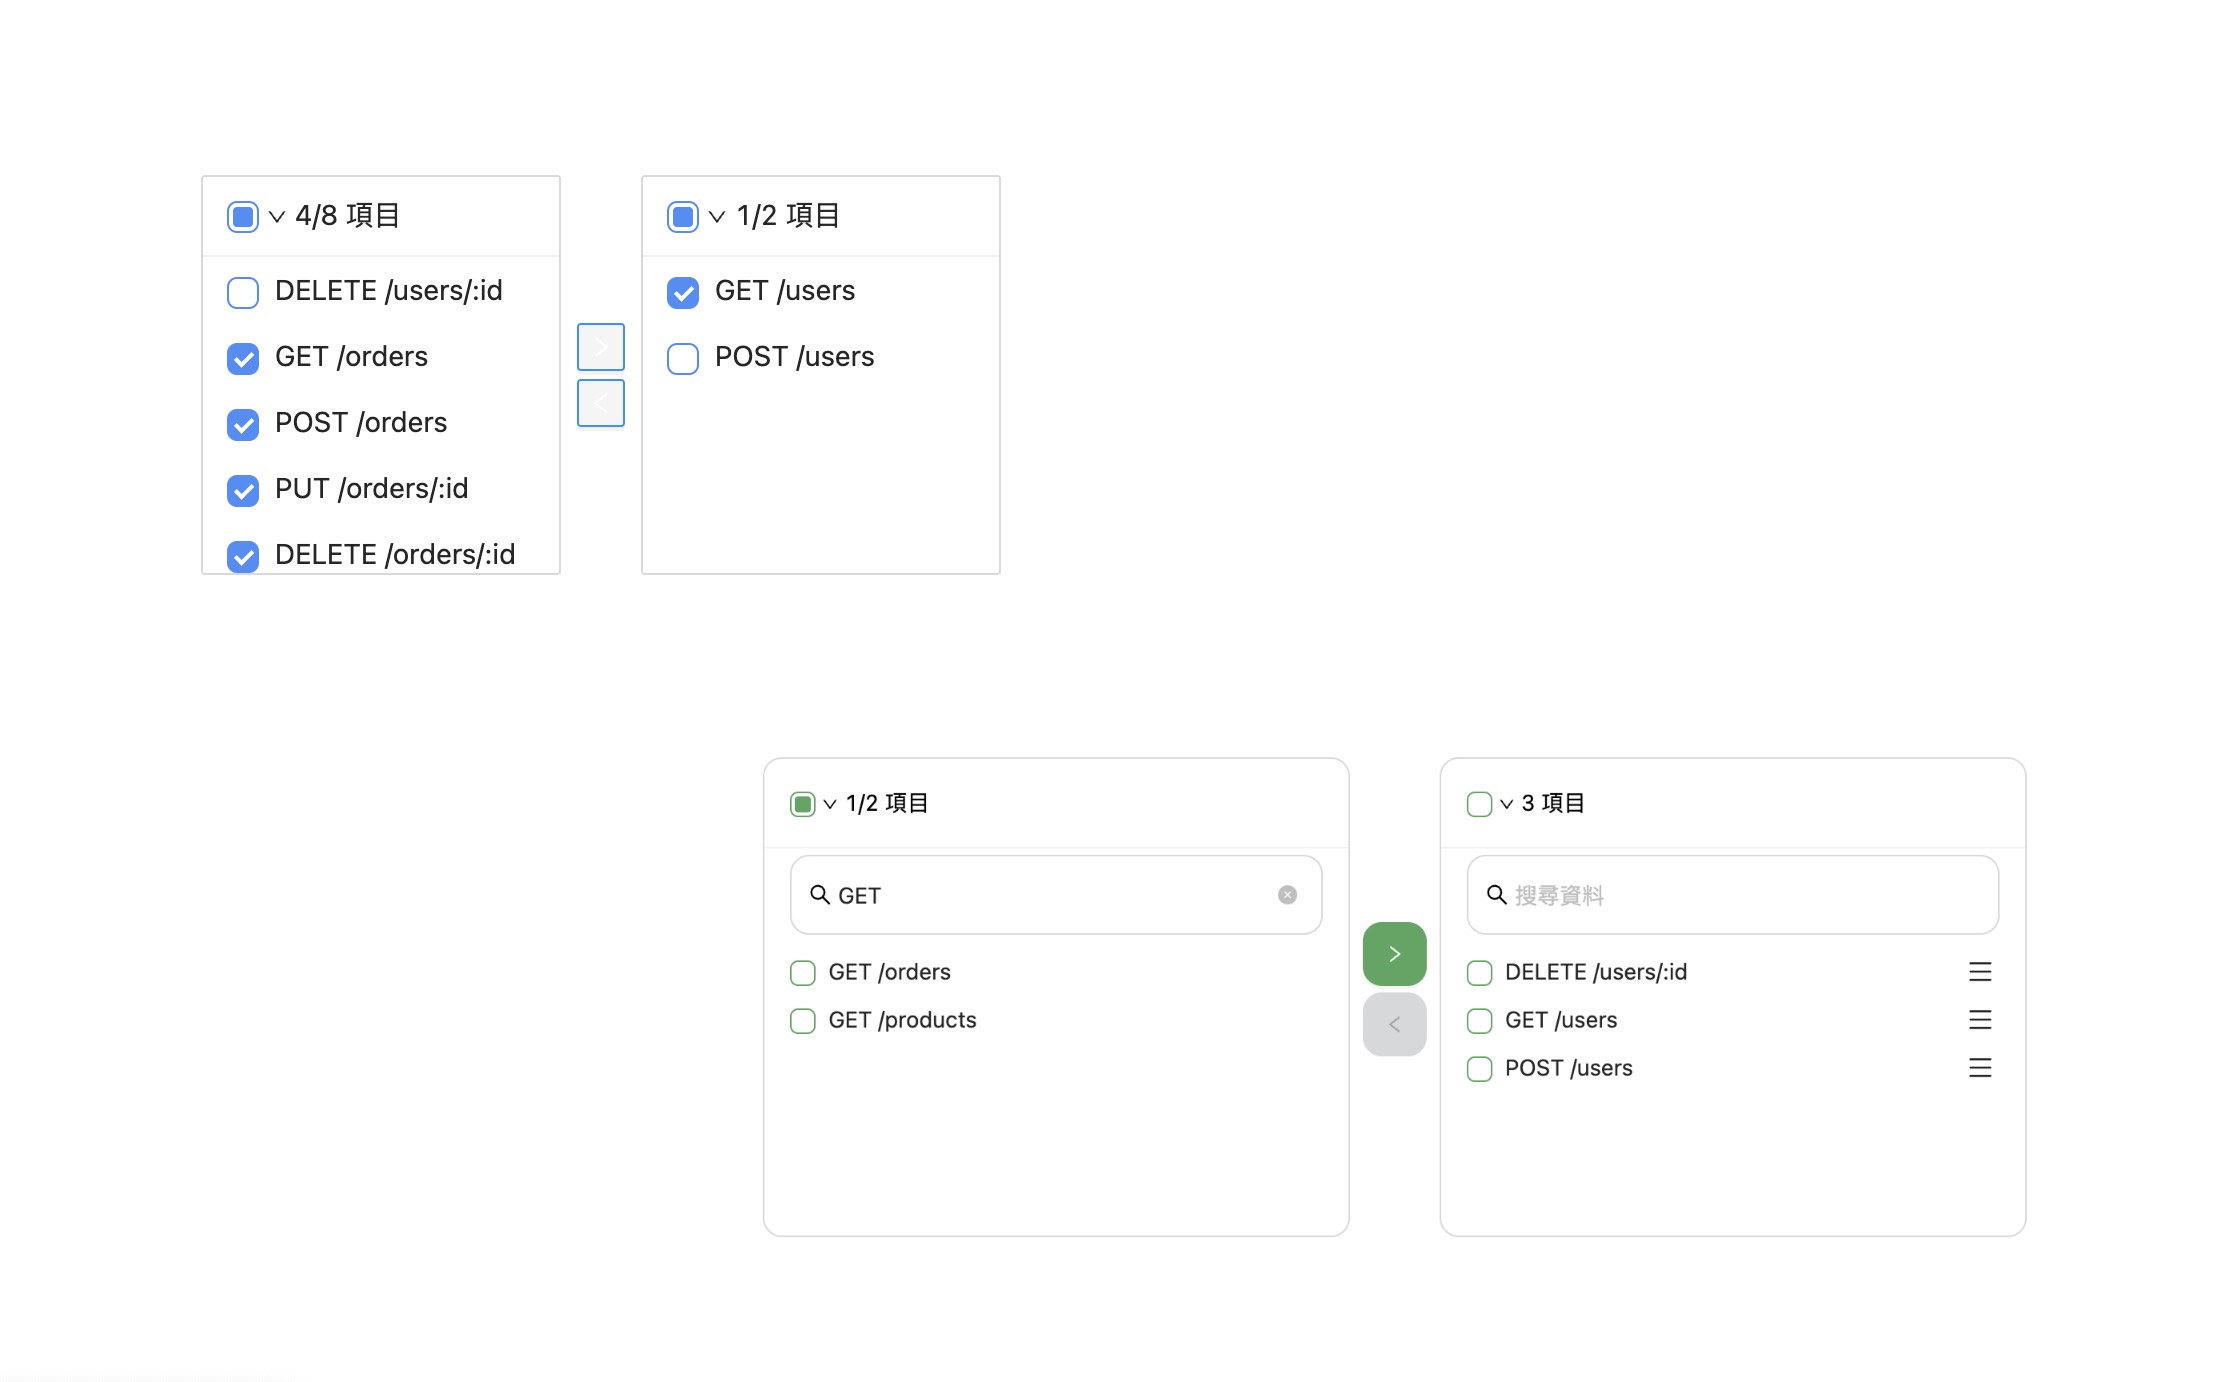 4/8 項目
DELETE /users/:id
GET /orders
POST /orders
PUT /orders/:id
DELETE /orders/:id
>
<
1/2 項目
GET /users
POST /users
1/2 項目
GET
GET /orders
GET /products
>
<
3 項目
搜尋資料
DELETE /users/:id
GET /users
POST /users